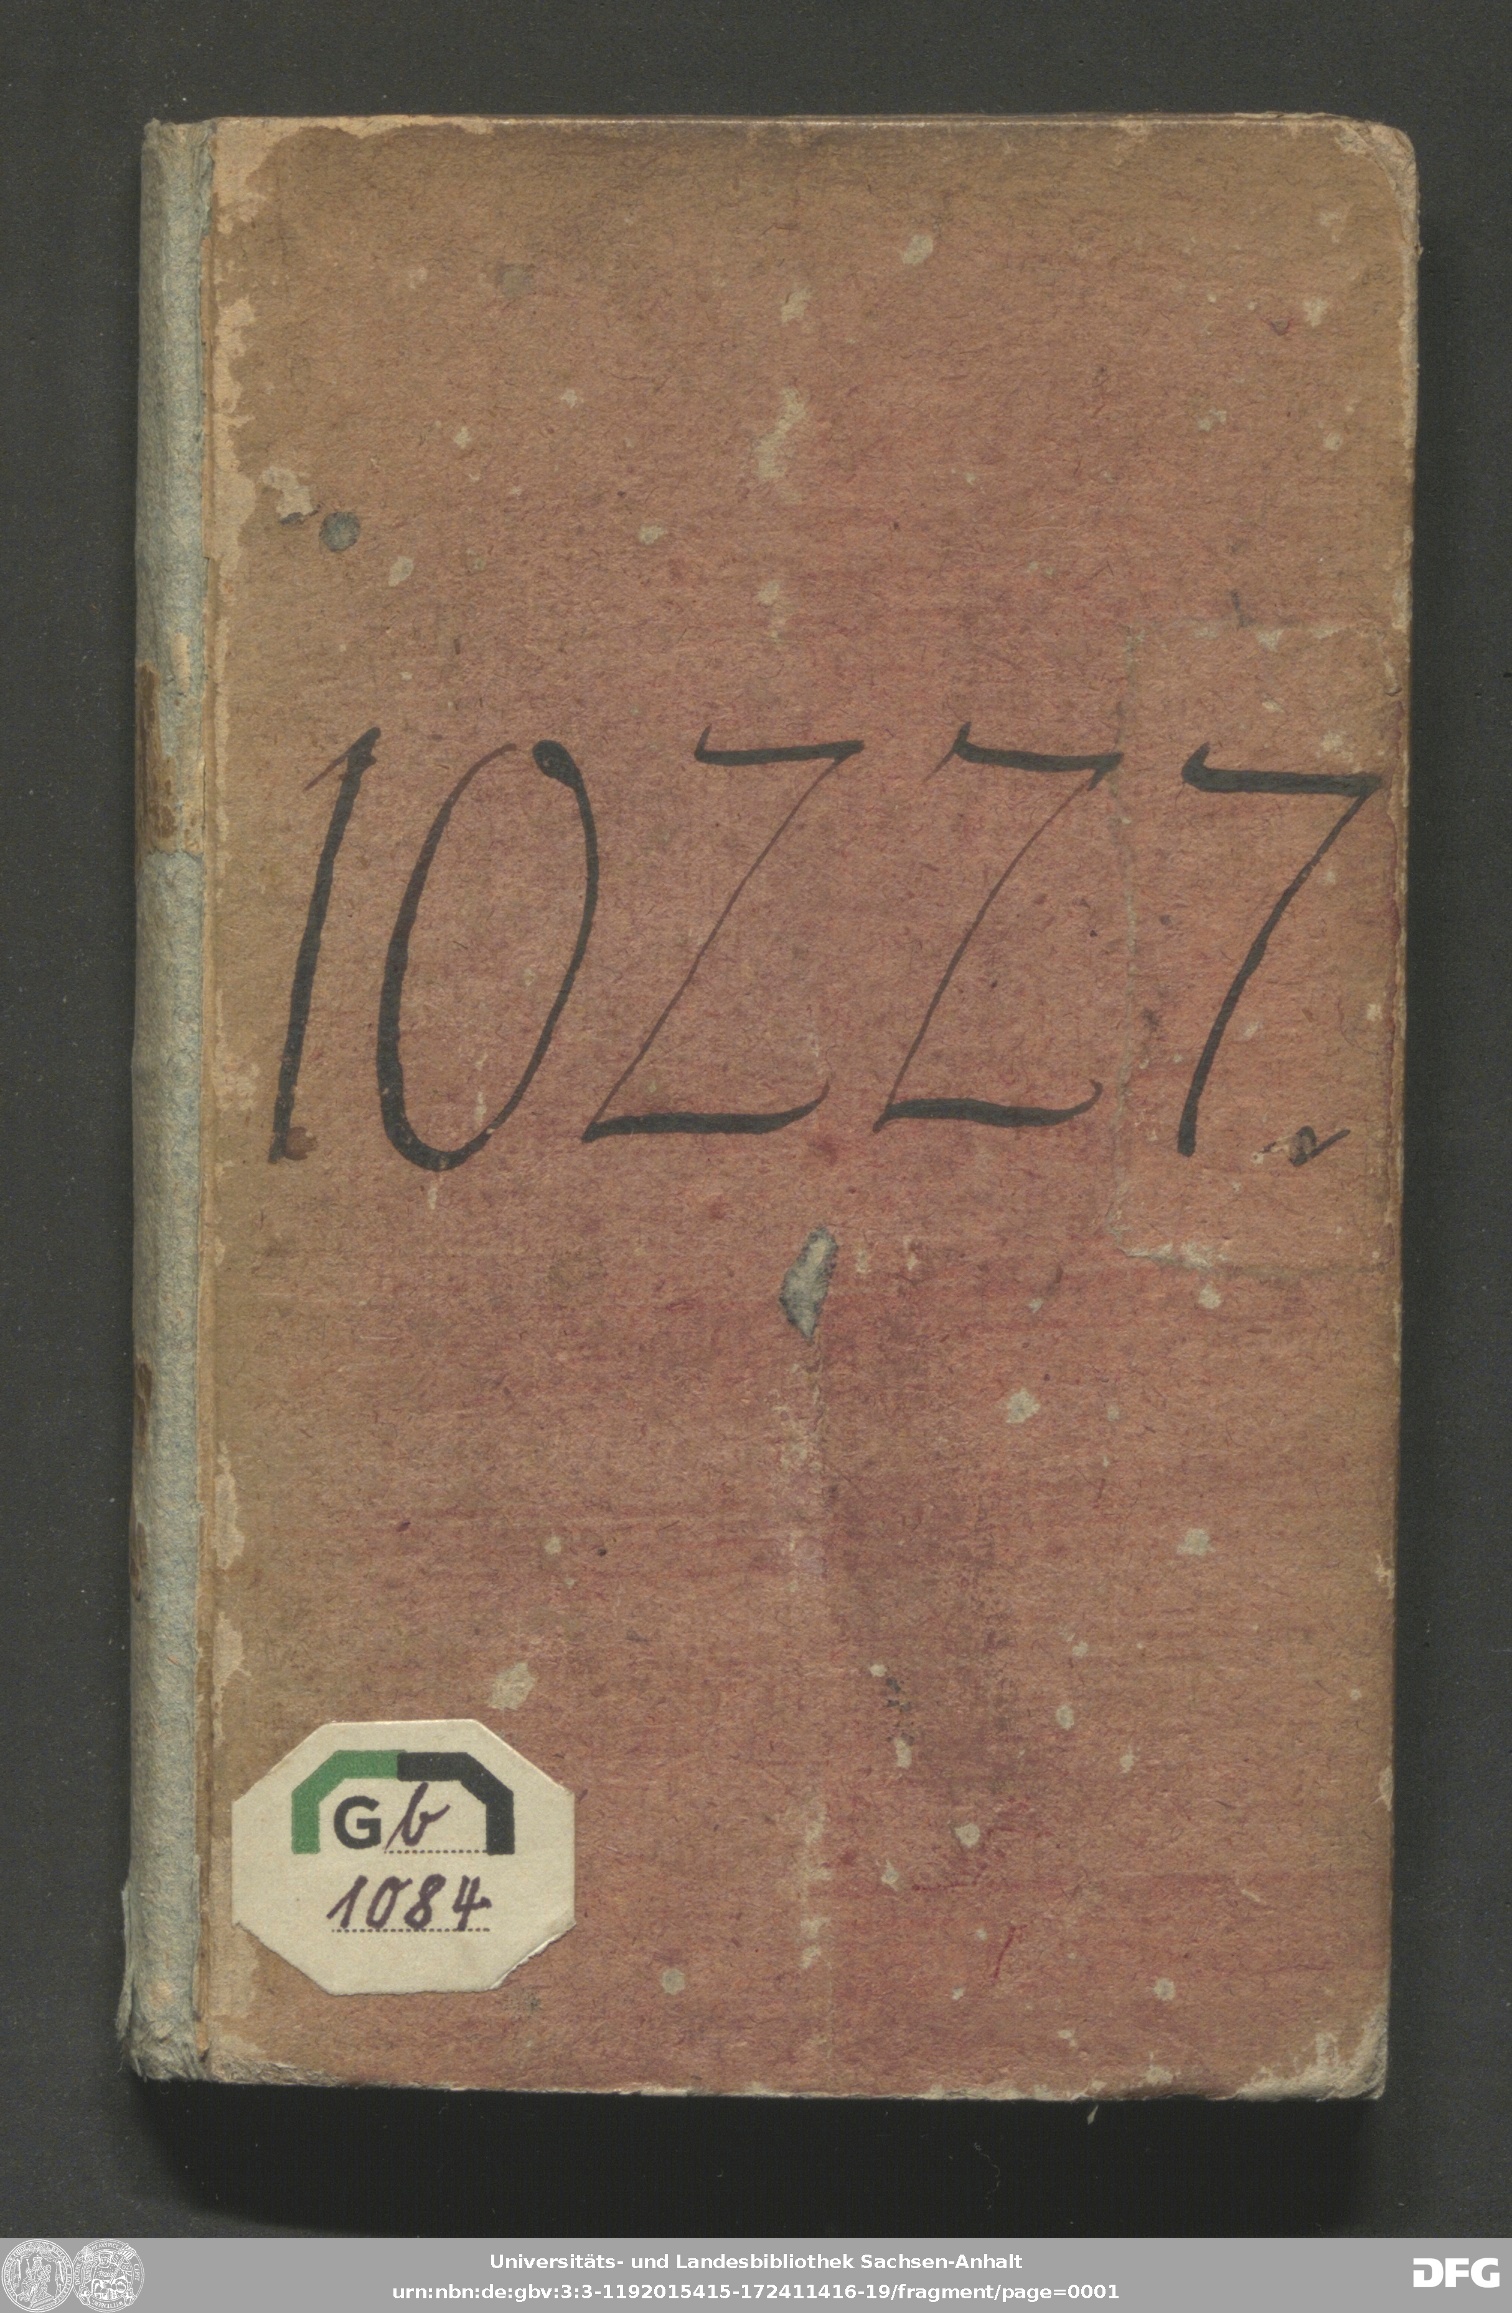 10227.
Gb
1084
Universitäts- und Landesbibliothek Sachsen-Anhalt
urn:nbn:de:gbv:3:3-1192015415-172411416-19/fragment/page=0001
DFG